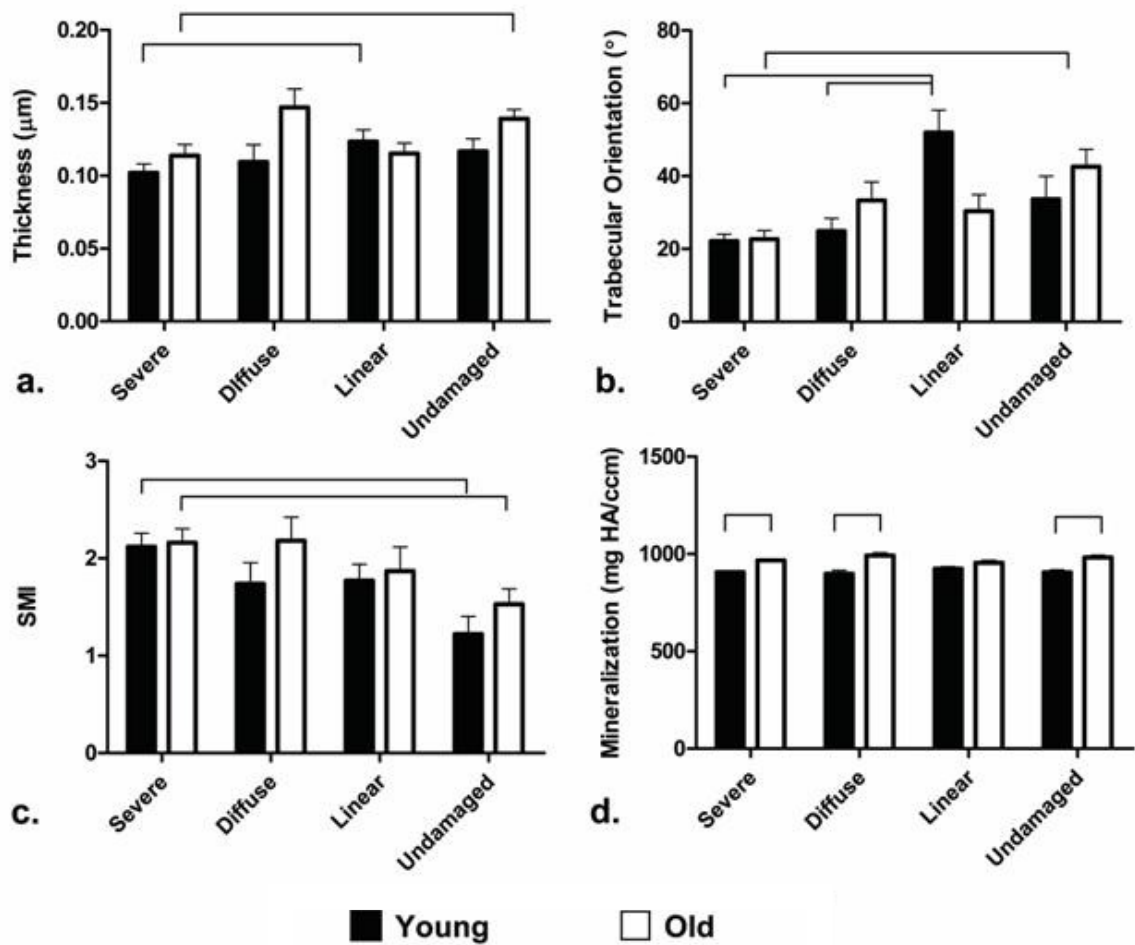 Thickness (μm)
0.20
0.15
0.10
0.05
0.00
Severe
DIffuse
Linear
Undamaged
a.
Trabecular Orientation (°)
80
60
40
20
0
Severe
Diffuse
Linear
Undamaged
b.
SMI
3
2
1
0
Severe
Diffuse
Linear
Undamaged
c.
Mineralization (mg HA/ccm)
1500
1000
500
0
Severe
Diffuse
Linear
Undamaged
d.
Young
Old